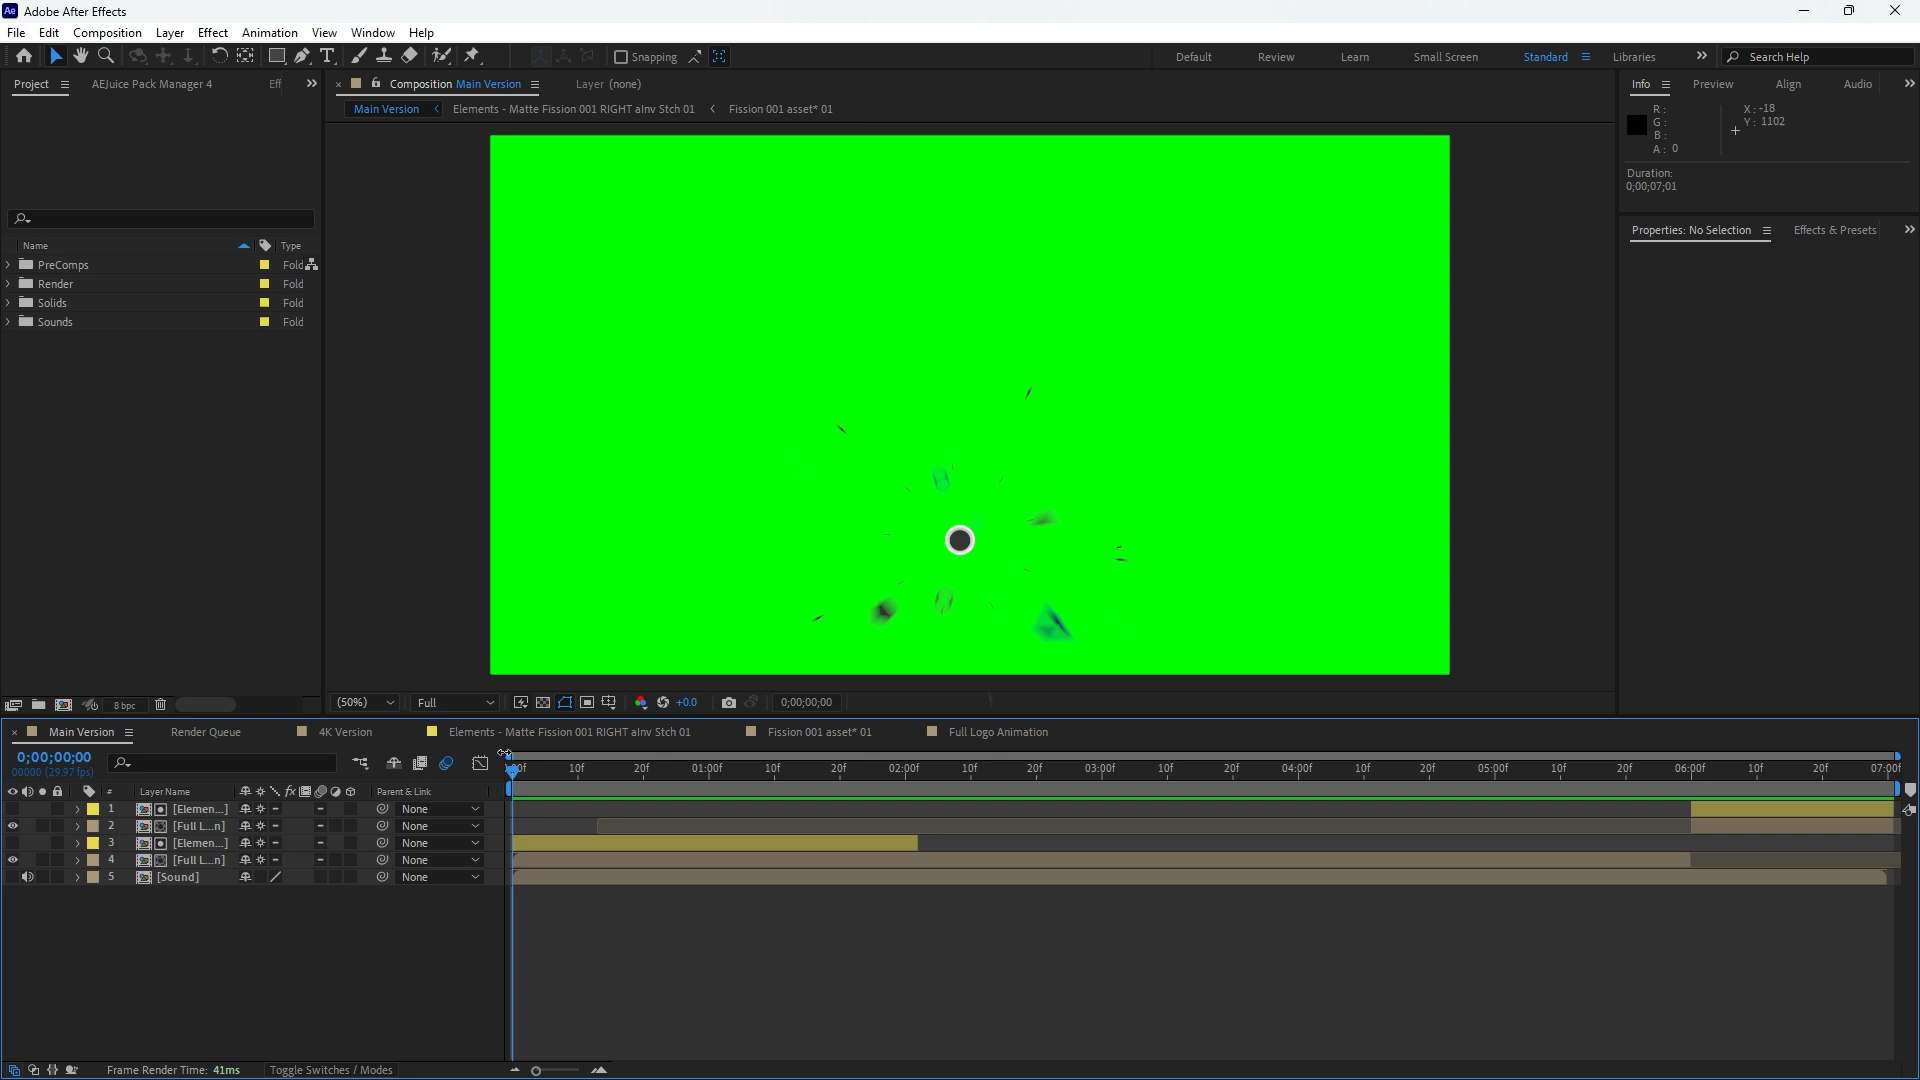 Adobe After Effects
File Edit Composition Layer Effect Animation View Window Help
Snapping Default Review Learn Small Screen Standard Libraries Search Help
Project AEJuice Pack Manager 4 Eff Composition Main Version Layer (none) Info Preview Align Audio
Main Version Elements - Matte Fission 001 RIGHT aInv Stch 01 Fission 001 asset* 01
R :
G :
B :
A : 0
X : -18
Y : 1102
Duration:
0;00;07;01
Properties: No Selection Effects & Presets
Name Type
PreComps Fold
Render Fold
Solids Fold
Sounds Fold
8 bpc (50%) Full +0.0 0;00;00;00
Main Version Render Queue 4K Version Elements - Matte Fission 001 RIGHT aInv Stch 01 Fission 001 asset* 01 Full Logo Animation
0;00;00;00
00000 (29.97 fps)
10f 20f 01:00f 10f 20f 02:00f 10f 20f 03:00f 10f 20f 04:00f 10f 20f 05:00f 10f 20f 06:00f 10f 20f 07:00f
# Layer Name fx Parent & Link
1 [Elemen...] None
2 [Full L...n] None
3 [Elemen...] None
4 [Full L...n] None
5 [Sound] None
Frame Render Time: 41ms Toggle Switches / Modes